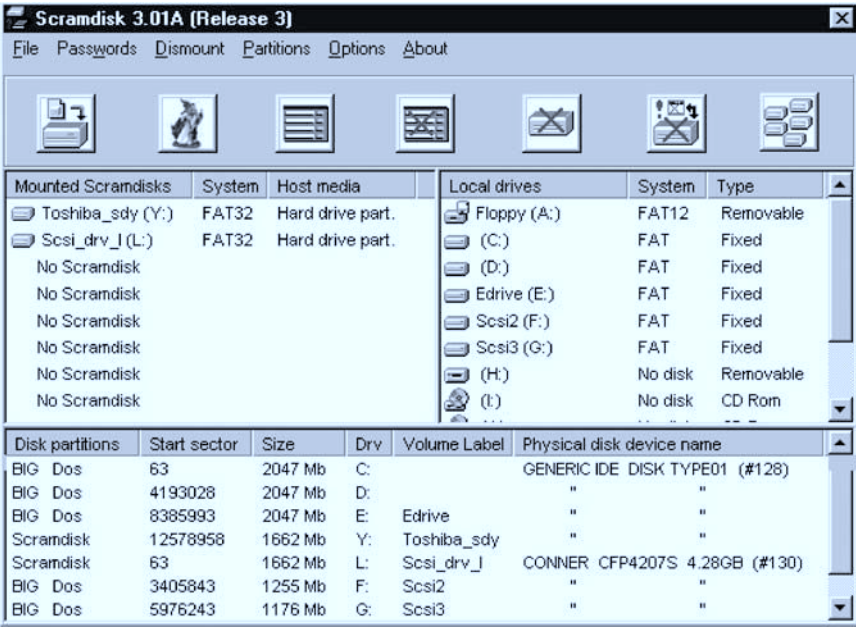 Scramdisk 3.01A (Release 3)
File Passwords Dismount Partitions Options About
Mounted Scramdisks System Host media
Toshiba_sdy (Y:) FAT32 Hard drive part.
Scsi_drv_l (L:) FAT32 Hard drive part.
No Scramdisk
No Scramdisk
No Scramdisk
No Scramdisk
No Scramdisk
No Scramdisk
Local drives System Type
Floppy (A:) FAT12 Removable
(C:) FAT Fixed
(D:) FAT Fixed
Edrive (E:) FAT Fixed
Scsi2 (F:) FAT Fixed
Scsi3 (G:) FAT Fixed
(H:) No disk Removable
(I:) No disk CD Rom
Disk partitions Start sector Size Drv Volume Label Physical disk device name
BIG Dos 63 2047 Mb C: GENERIC IDE DISK TYPE01 (#128)
BIG Dos 4193028 2047 Mb D: " "
BIG Dos 8385993 2047 Mb E: Edrive " "
Scramdisk 12578958 1662 Mb Y: Toshiba_sdy " "
Scramdisk 63 1662 Mb L: Scsi_drv_l CONNER CFP4207S 4.28GB (#130)
BIG Dos 3405843 1255 Mb F: Scsi2 " "
BIG Dos 5976243 1176 Mb G: Scsi3 " "